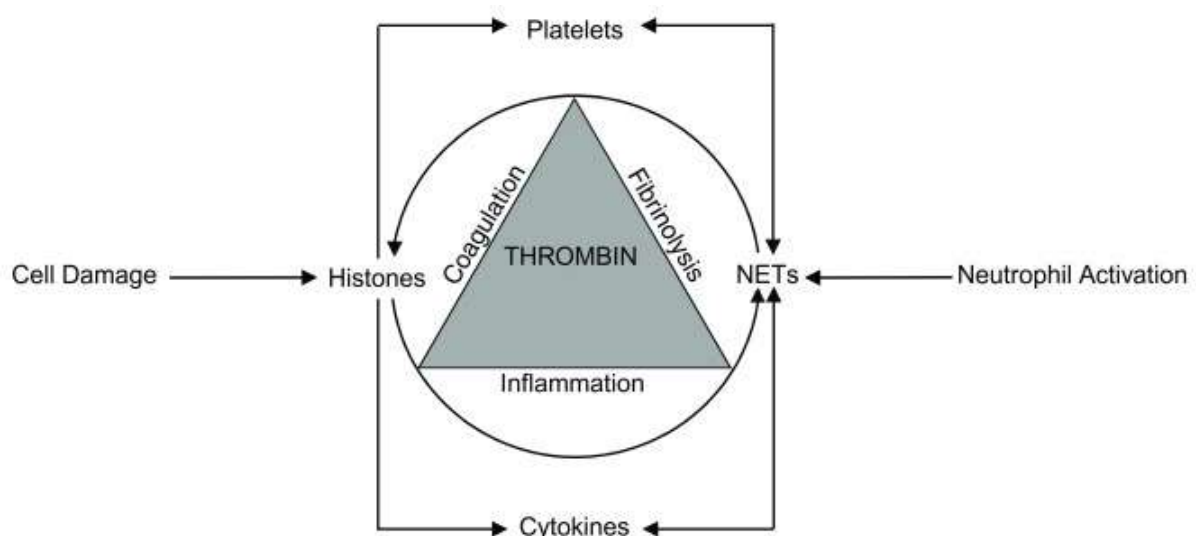 Platelets
Coagulation
Fibrinolysis
THROMBIN
Cell Damage
Histones
NETs
Neutrophil Activation
Inflammation
Cytokines